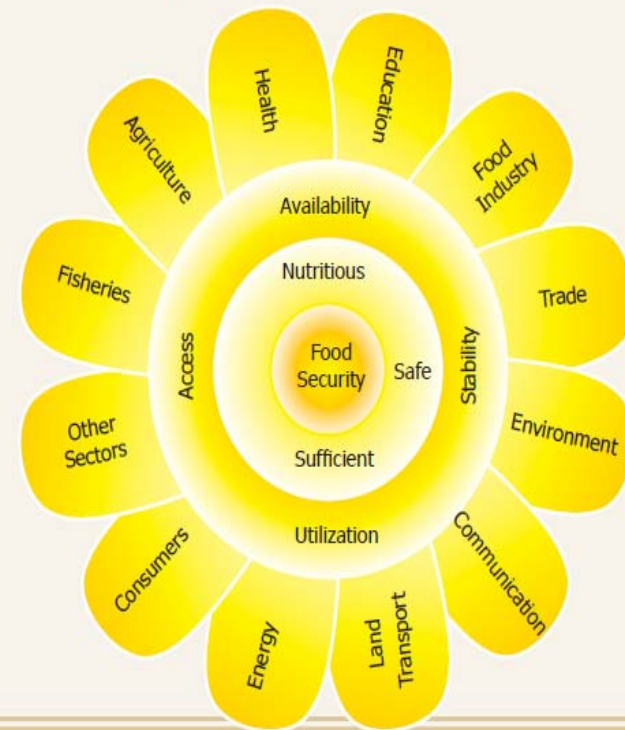 Health
Education
Food
Industry
Trade
Environment
Communication
Land
Transport
Energy
Consumers
Other
Sectors
Fisheries
Agriculture
Availability
Stability
Utilization
Access
Nutritious
Safe
Sufficient
Food
Security